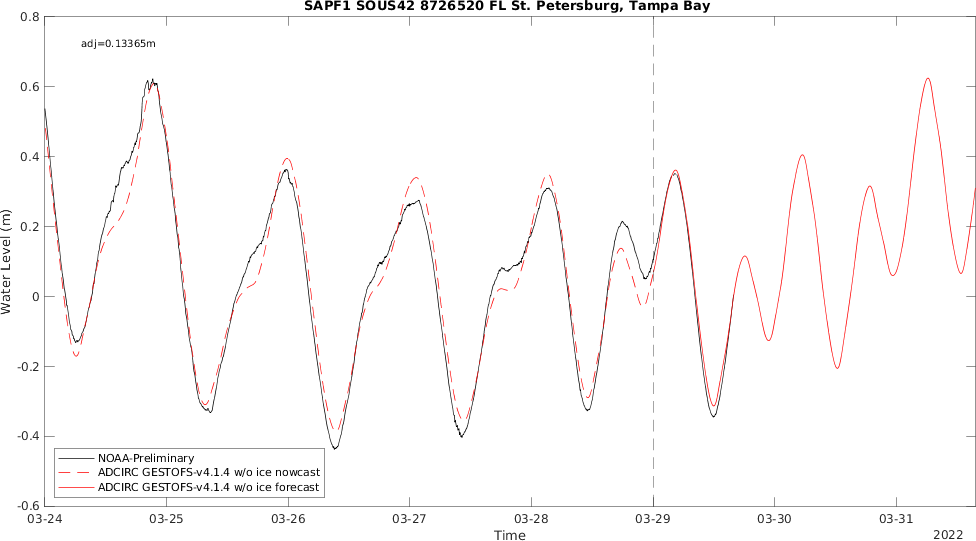 SAPF1 SOUS42 8726520 FL St. Petersburg, Tampa Bay
adj=0.13365m
0.8
0.6
0.4
0.2
0
-0.2
-0.4
-0.6
Water Level (m)
NOAA-Preliminary
ADCIRC GESTOFS-v4.1.4 w/o ice nowcast
ADCIRC GESTOFS-v4.1.4 w/o ice forecast
03-24 03-25 03-26 03-27 03-28 03-29 03-30 03-31
Time
2022